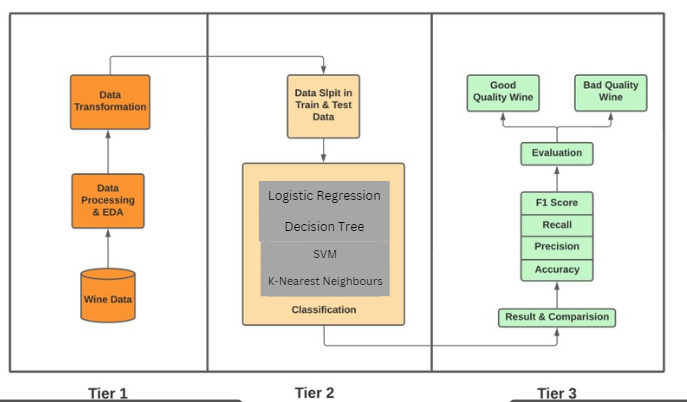 Data
Transformation
Data
Processing
& EDA
Wine Data
Tier 1
Data Slpit in
Train & Test
Data
Logistic Regression
Decision Tree
SVM
K-Nearest Neighbours
Classification
Tier 2
Good
Quality Wine
Bad Quality
Wine
Evaluation
F1 Score
Recall
Precision
Accuracy
Result & Comparision
Tier 3